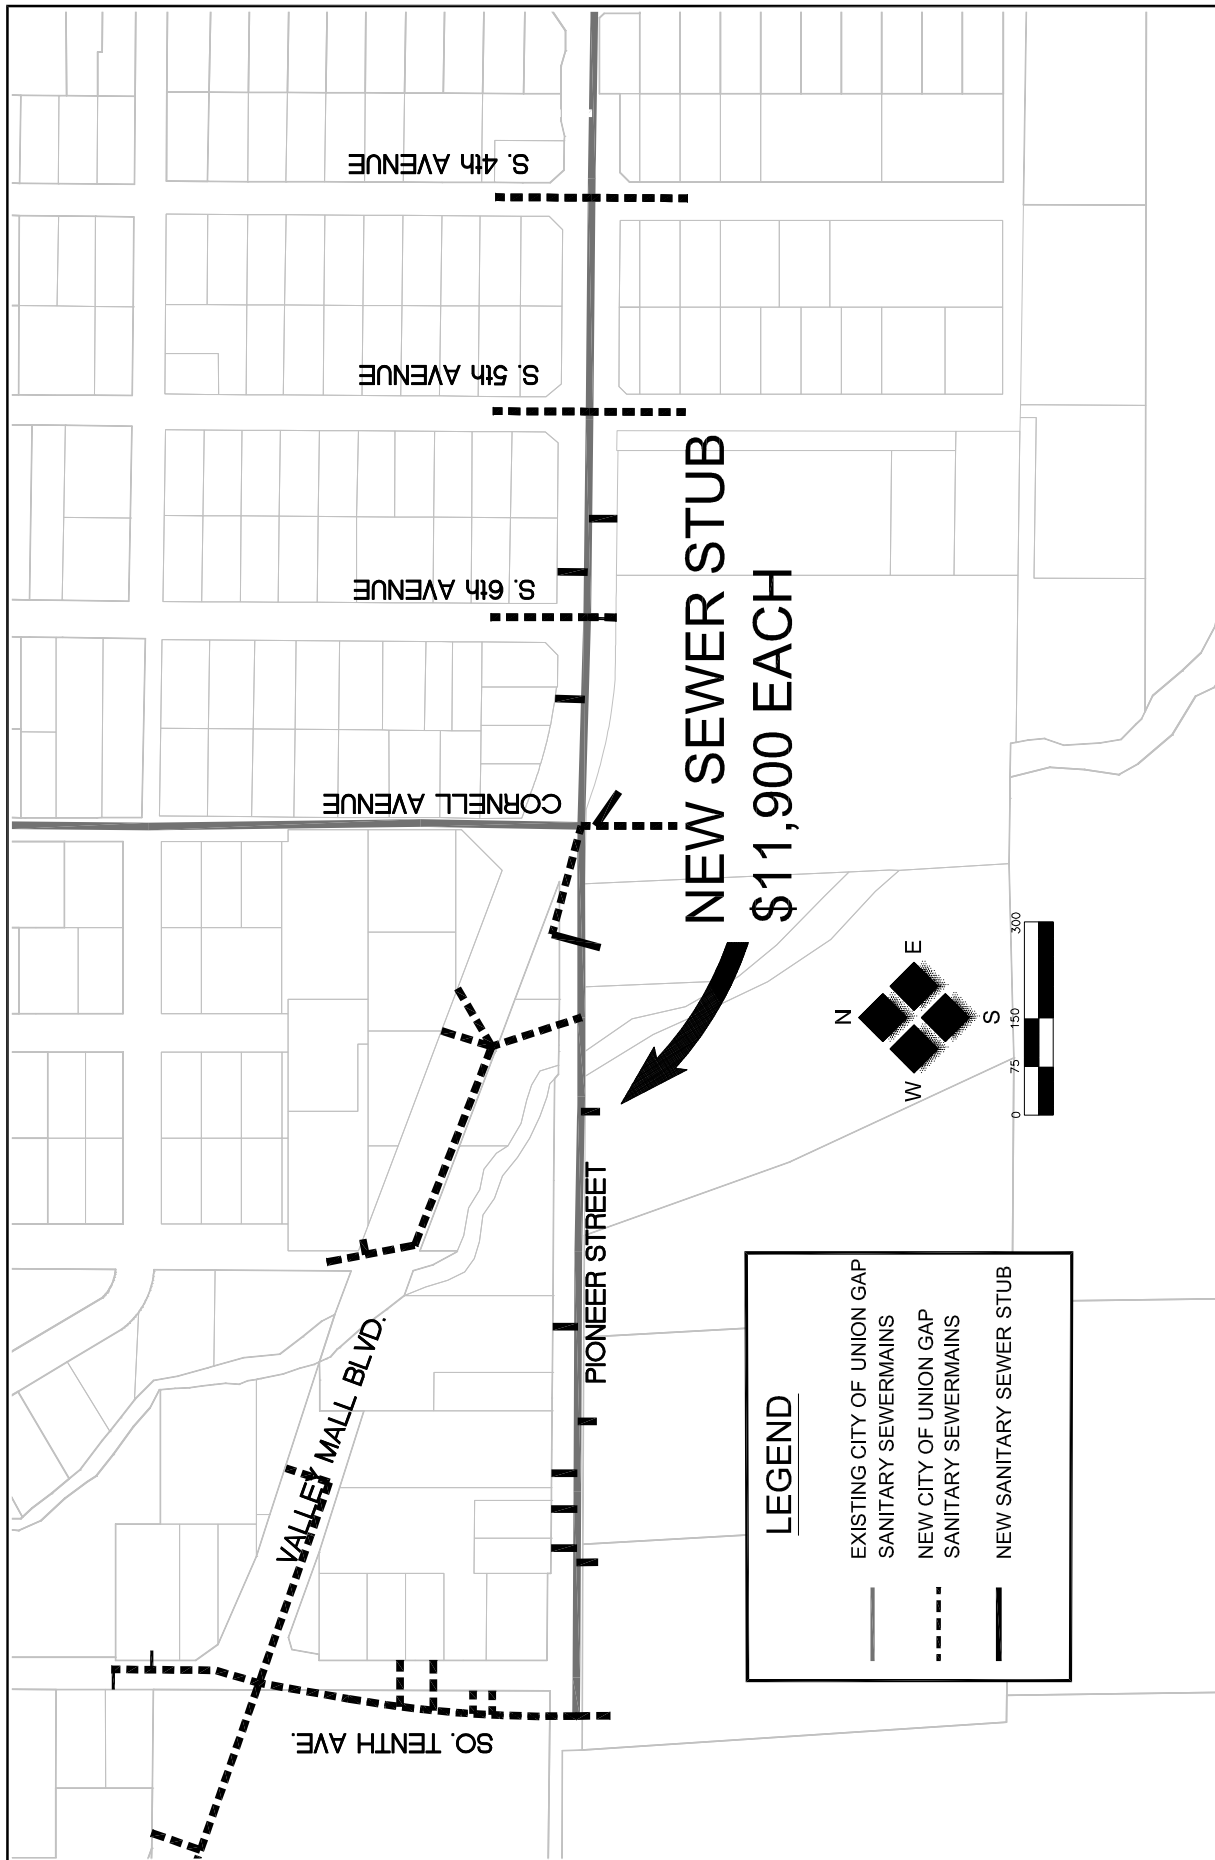 S. 4th AVENUE
S. 5th AVENUE
S. 6th AVENUE
CORNELL AVENUE
NEW SEWER STUB
$11,900 EACH
PIONEER STREET
VALLEY MALL BLVD.
SO. TENTH AVE.
N
E
S
W
0 75 150 300
LEGEND
EXISTING CITY OF UNION GAP
SANITARY SEWERMAINS
NEW CITY OF UNION GAP
SANITARY SEWERMAINS
NEW SANITARY SEWER STUB